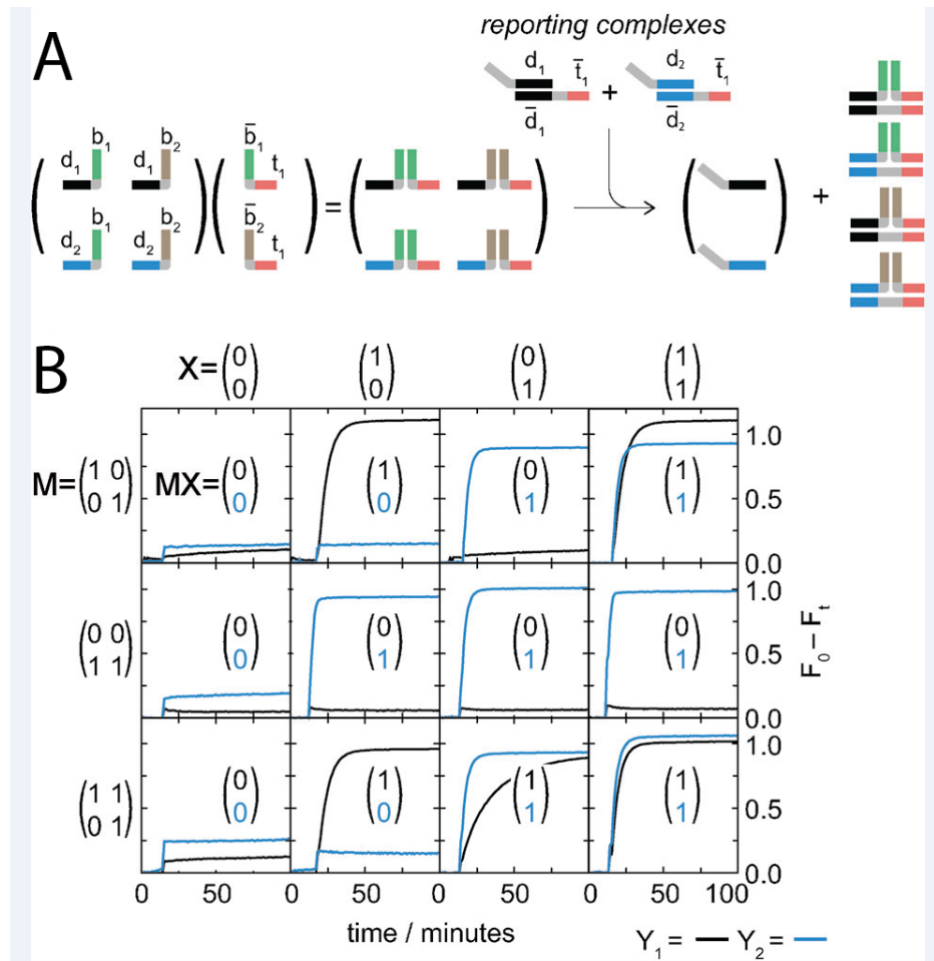 A
reporting complexes
d1 t̄1 + d2 t̄1
d̄1 d̄2
d1 b1 d1 b2 b̄1 t1
=
d2 b1 d2 b2 b̄2 t1
+
B
X = (0 0) (1 0) (0 1) (1 1)
M = (1 0 0 1) MX = (0 0) (1 0) (0 1) (1 1)
1.0
0.5
0.0
(0 0 1 1) (0 0) (0 1) (0 1) (0 1)
1.0
0.5
0.0
(1 1 0 1) (0 0) (1 0) (1 1) (1 1)
1.0
0.5
0.0
F0 – Ft
0 50 0 50 0 50 0 50 100
time / minutes
Y1 = Y2 =